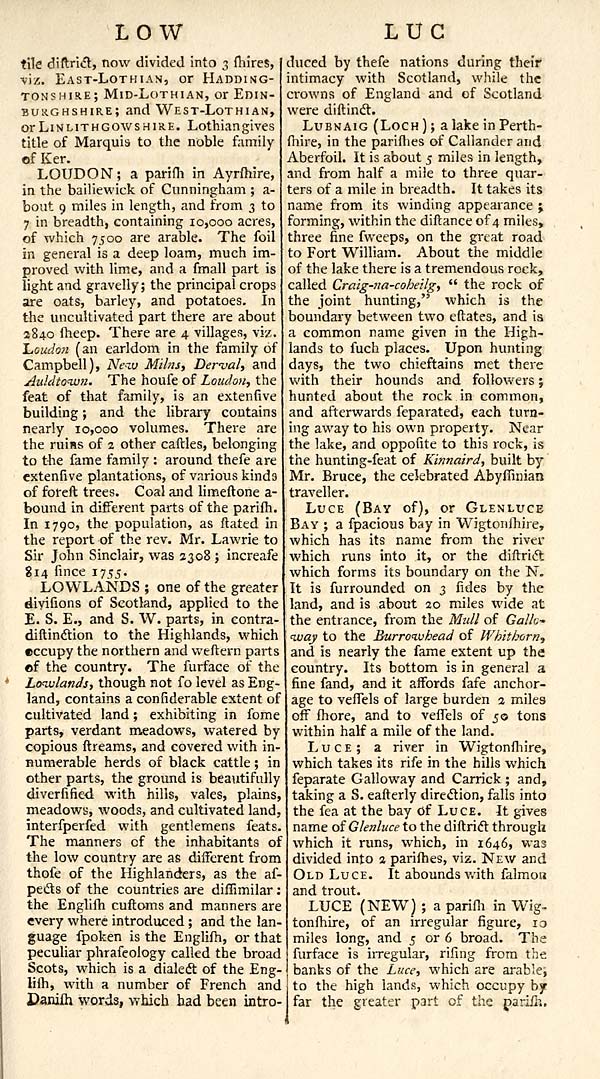 LOW
tile diſtrict, now divided into 3 ſhires,
viz. EAST-LOTHIAN, or HADDING-
TONSHIRE; MID-LOTHIAN, or EDIN-
BURGHSHIRE; and WEST-LOTHIAN,
or LINLITHGOWSHIRE. Lothian gives
title of Marquis to the noble family
of Ker.
LOUDON; a pariſh in Ayrſhire,
in the bailiewick of Cunningham; a-
bout 9 miles in length, and from 3 to
7 in breadth, containing 10,000 acres,
of which 7500 are arable. The ſoil
in general is a deep loam, much im-
proved with lime, and a ſmall part is
light and gravelly; the principal crops
are oats, barley, and potatoes. In
the uncultivated part there are about
2840 ſheep. There are 4 villages, viz.
Loudon (an earldom in the family of
Campbell), New Milns, Derval, and
Auldtown. The houſe of Loudon, the
ſeat of that family, is an extenſive
building; and the library contains
nearly 10,000 volumes. There are
the ruins of 2 other caſtles, belonging
to the ſame family: around theſe are
extenſive plantations, of various kinds
of foreſt trees. Coal and limeſtone a-
bound in different parts of the pariſh.
In 1790, the population, as ſtated in
the report of the rev. Mr. Lawrie to
Sir John Sinclair, was 2308; increaſe
814 ſince 1755.
LOWLANDS; one of the greater
diviſions of Scotland, applied to the
E. S. E., and S. W. parts, in contra-
diſtinction to the Highlands, which
occupy the northern and weſtern parts
of the country. The ſurface of the
Lowlands, though not ſo level as Eng-
land, contains a conſiderable extent of
cultivated land; exhibiting in ſome
parts, verdant meadows, watered by
copious ſtreams, and covered with in-
numerable herds of black cattle; in
other parts, the ground is beautifully
diverſified with hills, vales, plains,
meadows, woods, and cultivated land,
interſperſed with gentlemens ſeats.
The manners of the inhabitants of
the low country are as different from
thoſe of the Highlanders, as the aſ-
pects of the countries are diſſimilar:
the Engliſh cuſtoms and manners are
every where introduced; and the lan-
guage ſpoken is the Engliſh, or that
peculiar phraſeology called the broad
Scots, which is a dialect of the Eng-
liſh, with a number of French and
Daniſh words, which had been intro-
LUC
duced by theſe nations during their
intimacy with Scotland, while the
crowns of England and of Scotland
were diſtinct.
LUBNAIG (LOCH); a lake in Perth-
ſhire, in the pariſhes of Callander and
Aberfoil. It is about 5 miles in length,
and from half a mile to three quar-
ters of a mile in breadth. It takes its
name from its winding appearance;
forming, within the diſtance of 4 miles,
three fine ſweeps, on the great road
to Fort William. About the middle
of the lake there is a tremendous rock,
called Craig-na-coheilg, " the rock of
the joint hunting," which is the
boundary between two eſtates, and is
a common name given in the High-
lands to ſuch places. Upon hunting
days, the two chieftains met there
with their hounds and followers;
hunted about the rock in common,
and afterwards ſeparated, each turn-
ing away to his own property. Near
the lake, and oppoſite to this rock, is
the hunting-ſeat of Kinnaird, built by
Mr. Bruce, the celebrated Abyſſinian
traveller.
LUCE (BAY of), or GLENLUCE
BAY; a ſpacious bay in Wigtonſhire,
which has its name from the river
which runs into it, or the diſtrict
which forms its boundary on the N.
It is ſurrounded on 3 ſides by the
land, and is about 20 miles wide at
the entrance, from the Mull of Gallo-
way to the Burrowhead of Whithorn,
and is nearly the ſame extent up the
country. Its bottom is in general a
fine ſand, and it affords ſafe anchor-
age to veſſels of large burden 2 miles
off ſhore, and to veſſels of 50 tons
within half a mile of the land.
LUCE; a river in Wigtonſhire,
which takes its riſe in the hills which
ſeparate Galloway and Carrick; and,
taking a S. eaſterly direction, falls into
the ſea at the bay of LUCE. It gives
name of Glenluce to the diſtrict through
which it runs, which, in 1646, was
divided into 2 pariſhes, viz. NEW and
OLD LUCE. It abounds with ſalmon
and trout.
LUCE (NEW); a pariſh in Wig-
tonſhire, of an irregular figure, 10
miles long, and 5 or 6 broad. The
ſurface is irregular, riſing from the
banks of the Luce, which are arable,
to the high lands, which occupy by
far the greater part of the pariſh.